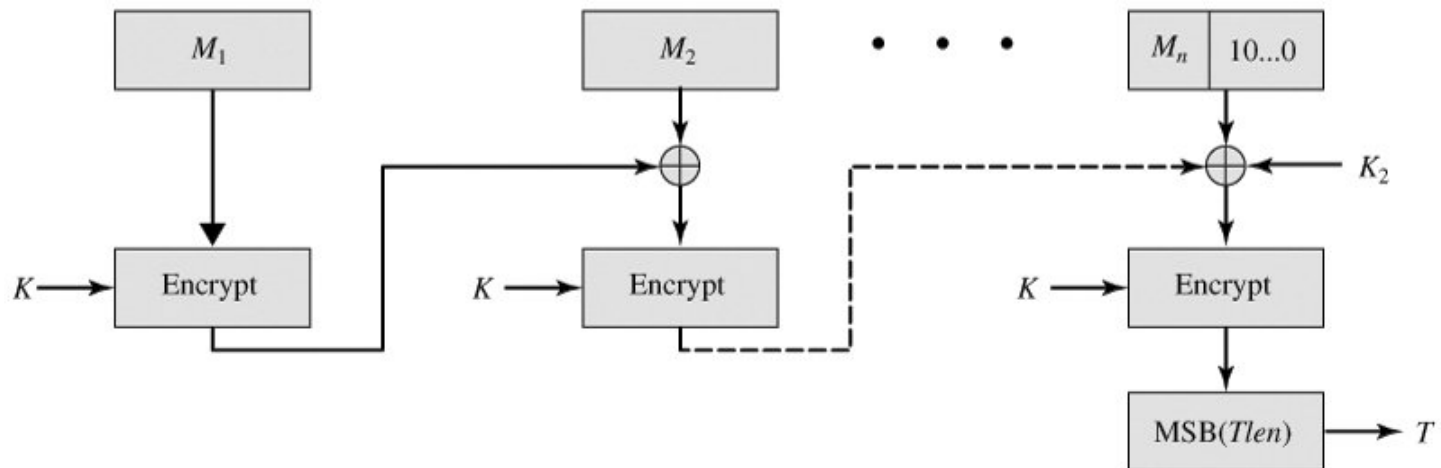 M₁ M₂ • • • Mₙ 10...0
K₂
K Encrypt K Encrypt K Encrypt
MSB(Tlen) T